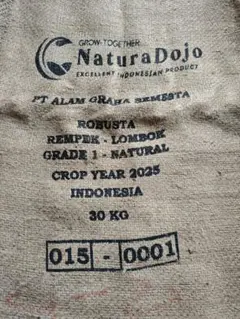 GROW-TOGETHER
NaturaDojo
EXCELLENT INDONESIAN PRODUCT
PT ALAM GRAHA SEMESTA
ROBUSTA
REMPEK - LOMBOK
GRADE 1 - NATURAL
CROP YEAR 2025
INDONESIA
30 KG
015 - 0001